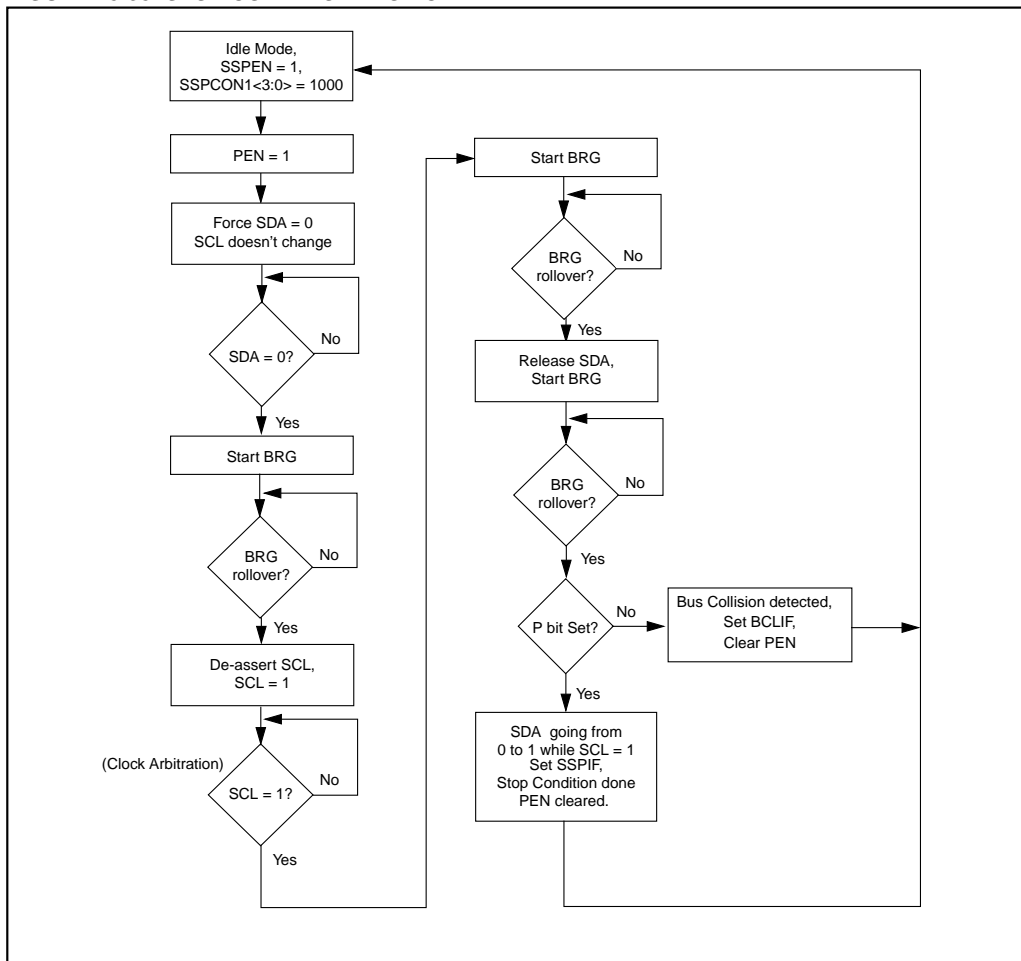 Idle Mode,
SSPEN = 1,
SSPCON1<3:0> = 1000
PEN = 1
Force SDA = 0
SCL doesn't change
SDA = 0?
No
Yes
Start BRG
BRG
rollover?
No
Yes
De-assert SCL,
SCL = 1
(Clock Arbitration)
SCL = 1?
No
Yes
Start BRG
BRG
rollover?
No
Yes
Release SDA,
Start BRG
BRG
rollover?
No
Yes
P bit Set?
No
Bus Collision detected,
Set BCLIF,
Clear PEN
Yes
SDA going from
0 to 1 while SCL = 1
Set SSPIF,
Stop Condition done
PEN cleared.